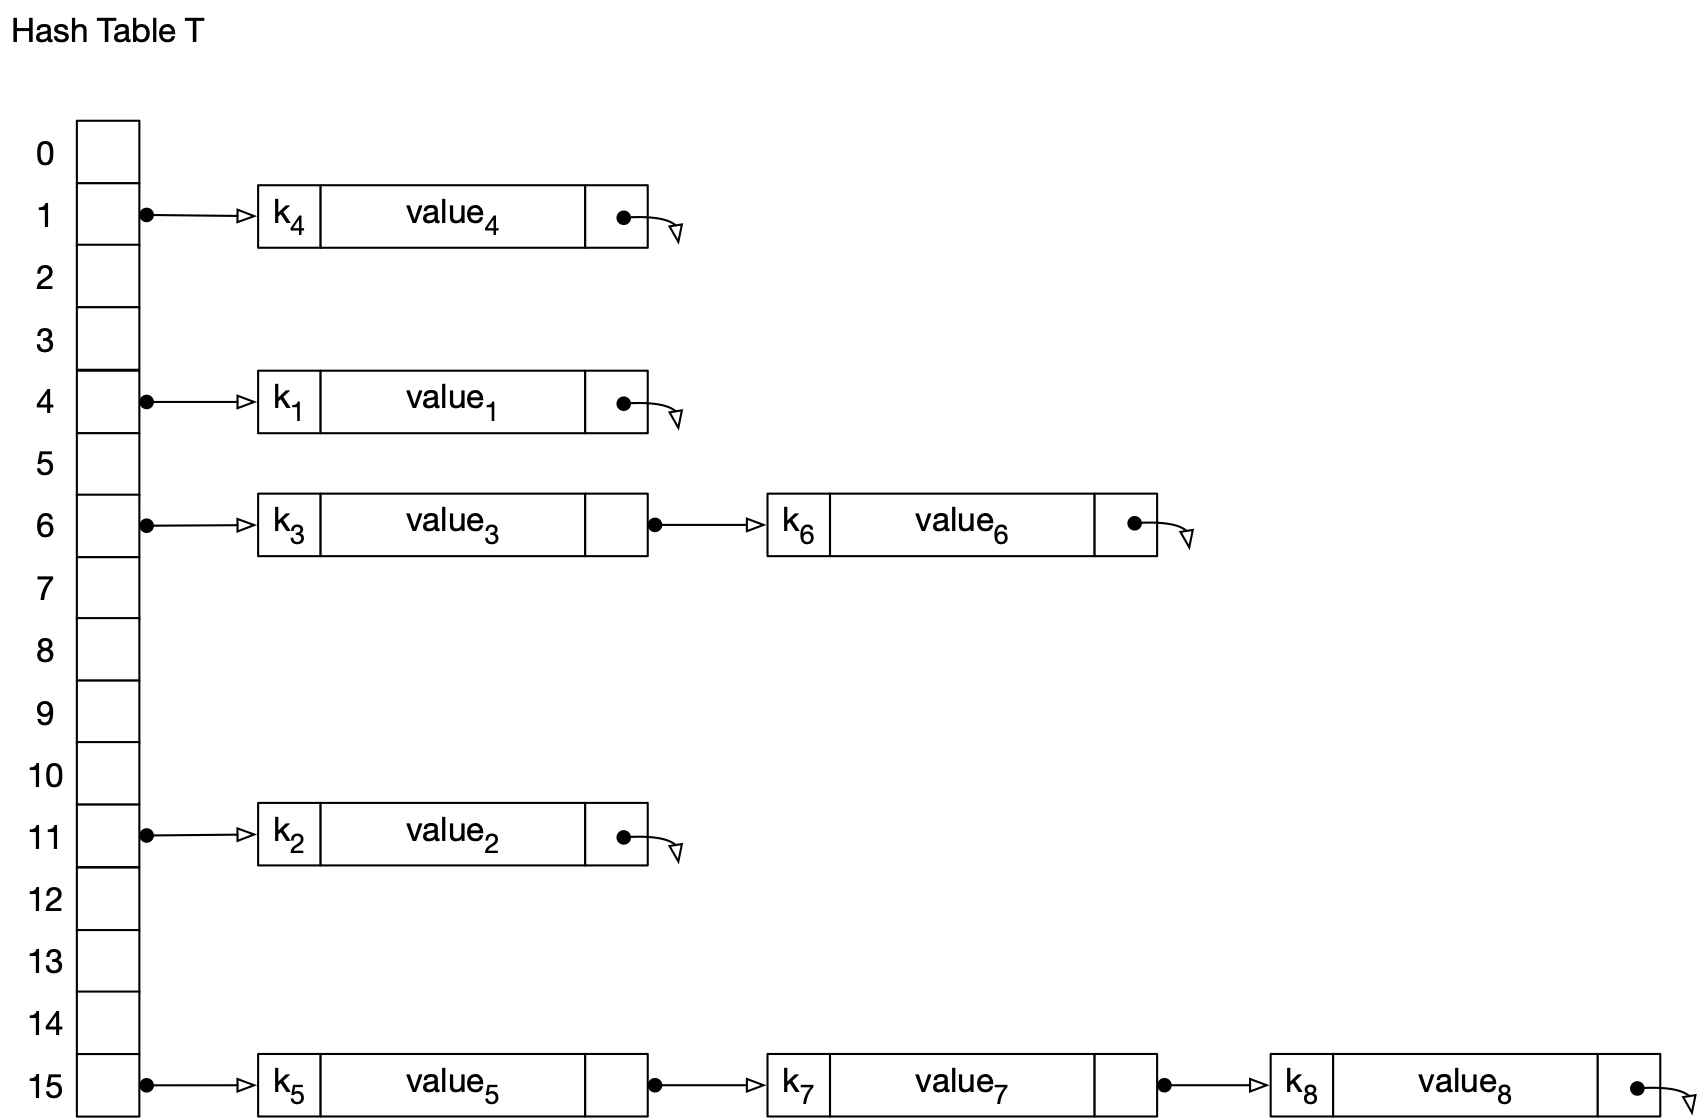 Hash Table T
0
1 k₄ value₄
2
3
4 k₁ value₁
5
6 k₃ value₃ k₆ value₆
7
8
9
10
11 k₂ value₂
12
13
14
15 k₅ value₅ k₇ value₇ k₈ value₈